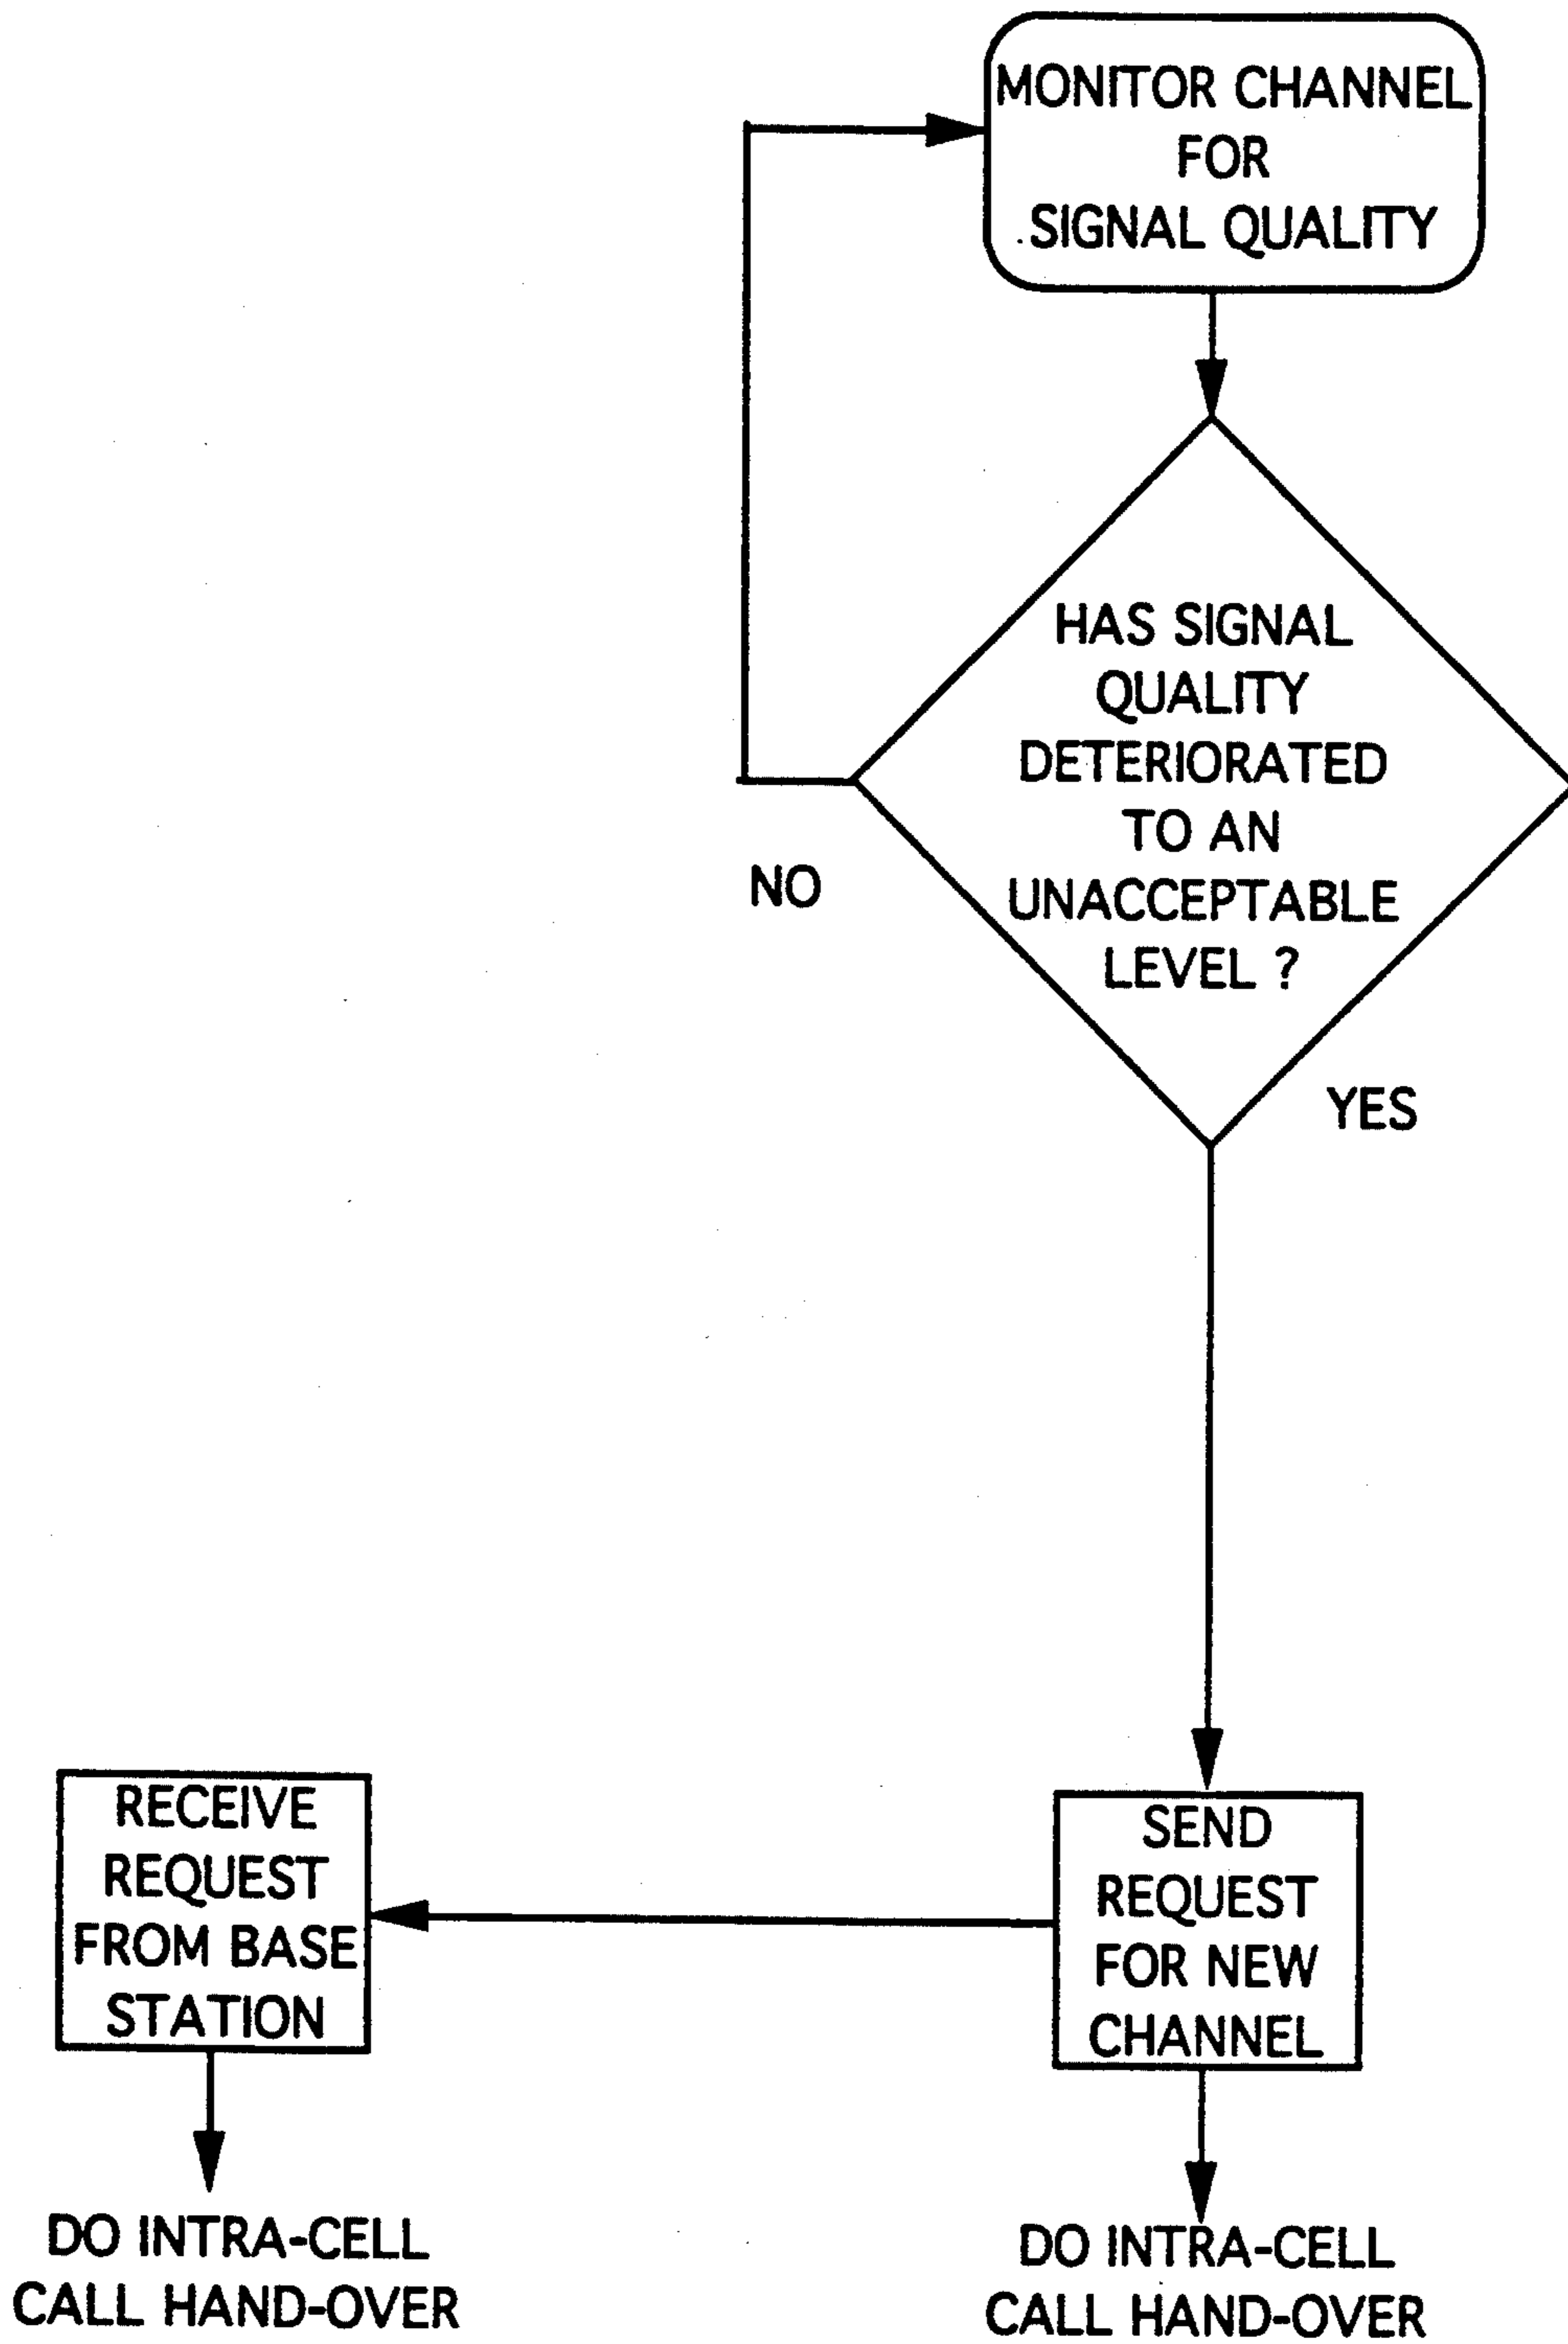 MONITOR CHANNEL
FOR
SIGNAL QUALITY
HAS SIGNAL
QUALITY
DETERIORATED
TO AN
UNACCEPTABLE
LEVEL ?
NO
YES
RECEIVE
REQUEST
FROM BASE
STATION
SEND
REQUEST
FOR NEW
CHANNEL
DO INTRA-CELL
CALL HAND-OVER
DO INTRA-CELL
CALL HAND-OVER